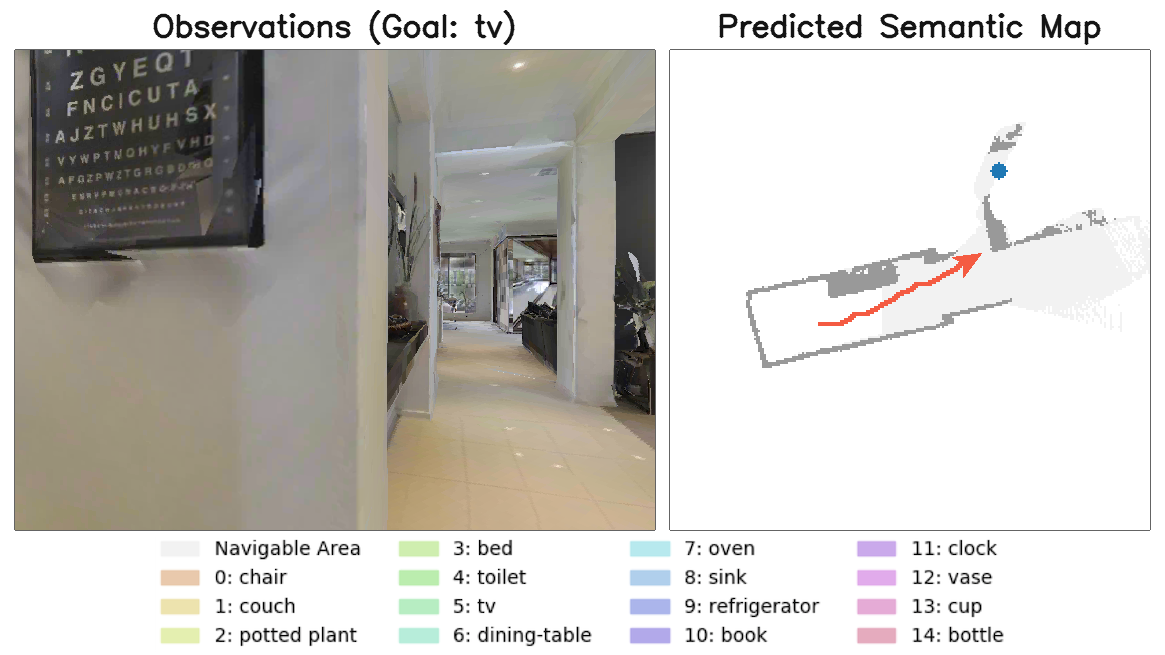 Observations (Goal: tv)
Predicted Semantic Map
ZGYEQT
FNCICUTA
AJZTWHUHSX
VYWPTNOHYFVHD
Navigable Area
0: chair
1: couch
2: potted plant
3: bed
4: toilet
5: tv
6: dining-table
7: oven
8: sink
9: refrigerator
10: book
11: clock
12: vase
13: cup
14: bottle